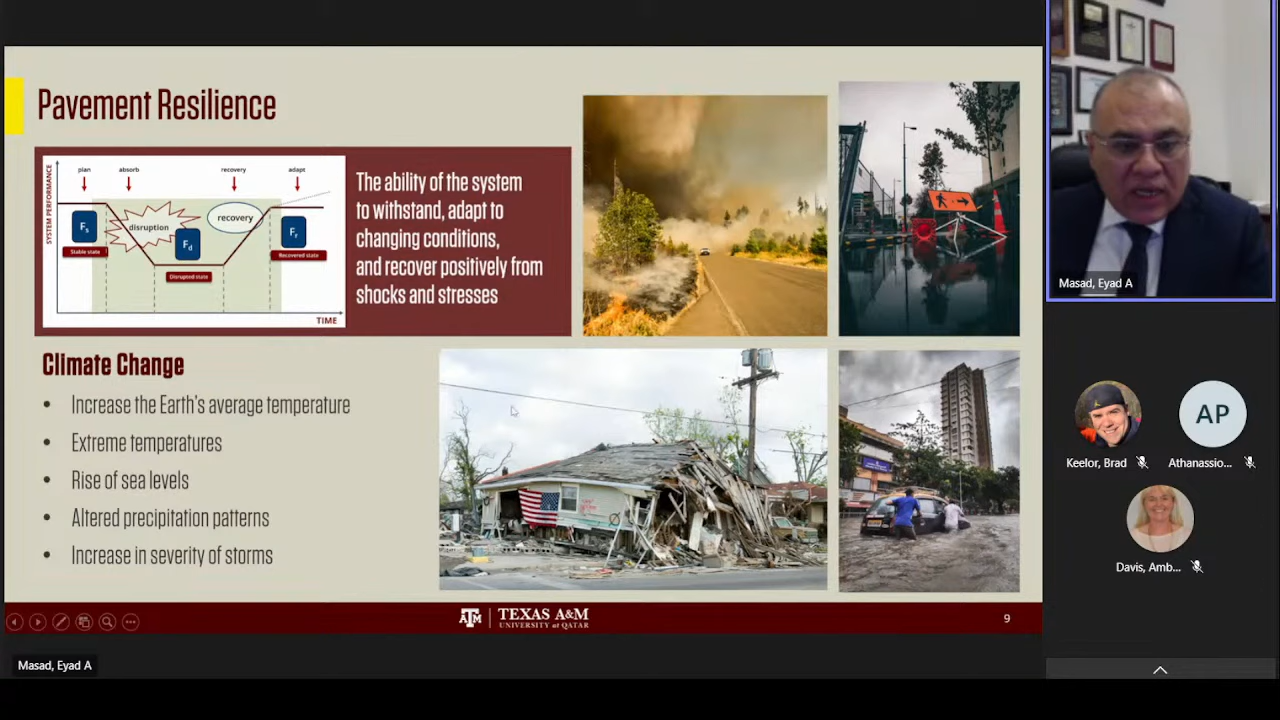 Pavement Resilience
SYSTEM PERFORMANCE
plan
absorb
recovery
adapt
disruption
recovery
Fs
Fd
Fr
Stable state
Disrupted state
Recovered state
TIME
The ability of the system
to withstand, adapt to
changing conditions,
and recover positively from
shocks and stresses
Climate Change
• Increase the Earth's average temperature
• Extreme temperatures
• Rise of sea levels
• Altered precipitation patterns
• Increase in severity of storms
ATM | TEXAS A&M
UNIVERSITY at QATAR
9
Masad, Eyad A
Masad, Eyad A
AP
Keelor, Brad
Athanassio...
Davis, Amb...